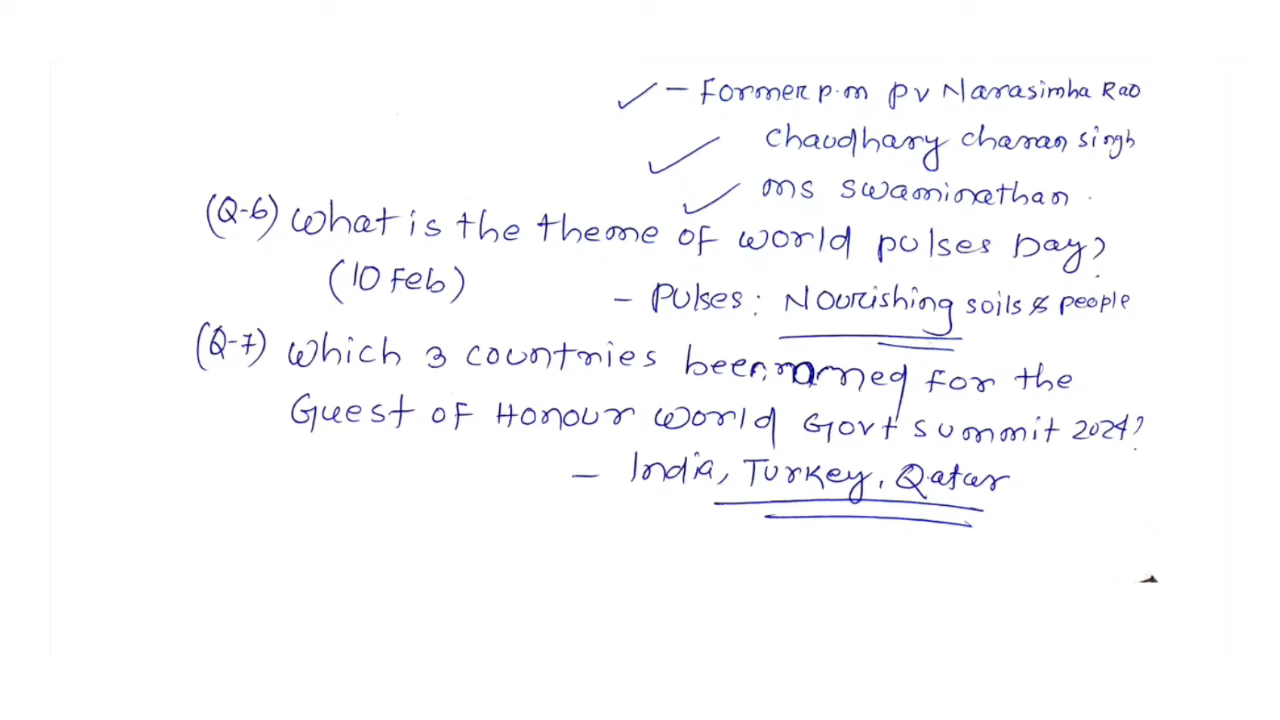 - Former P.m PV Narasimha Rao
Chaudhary Charan Singh
MS Swaminathan.
(Q-6) What is the theme of world pulses Day?
(10 Feb)
- Pulses: Nourishing soils & people
(Q-7) Which 3 countries been named for the
Guest of Honour World Govt Summit 2024?
- India, Turkey, Qatar